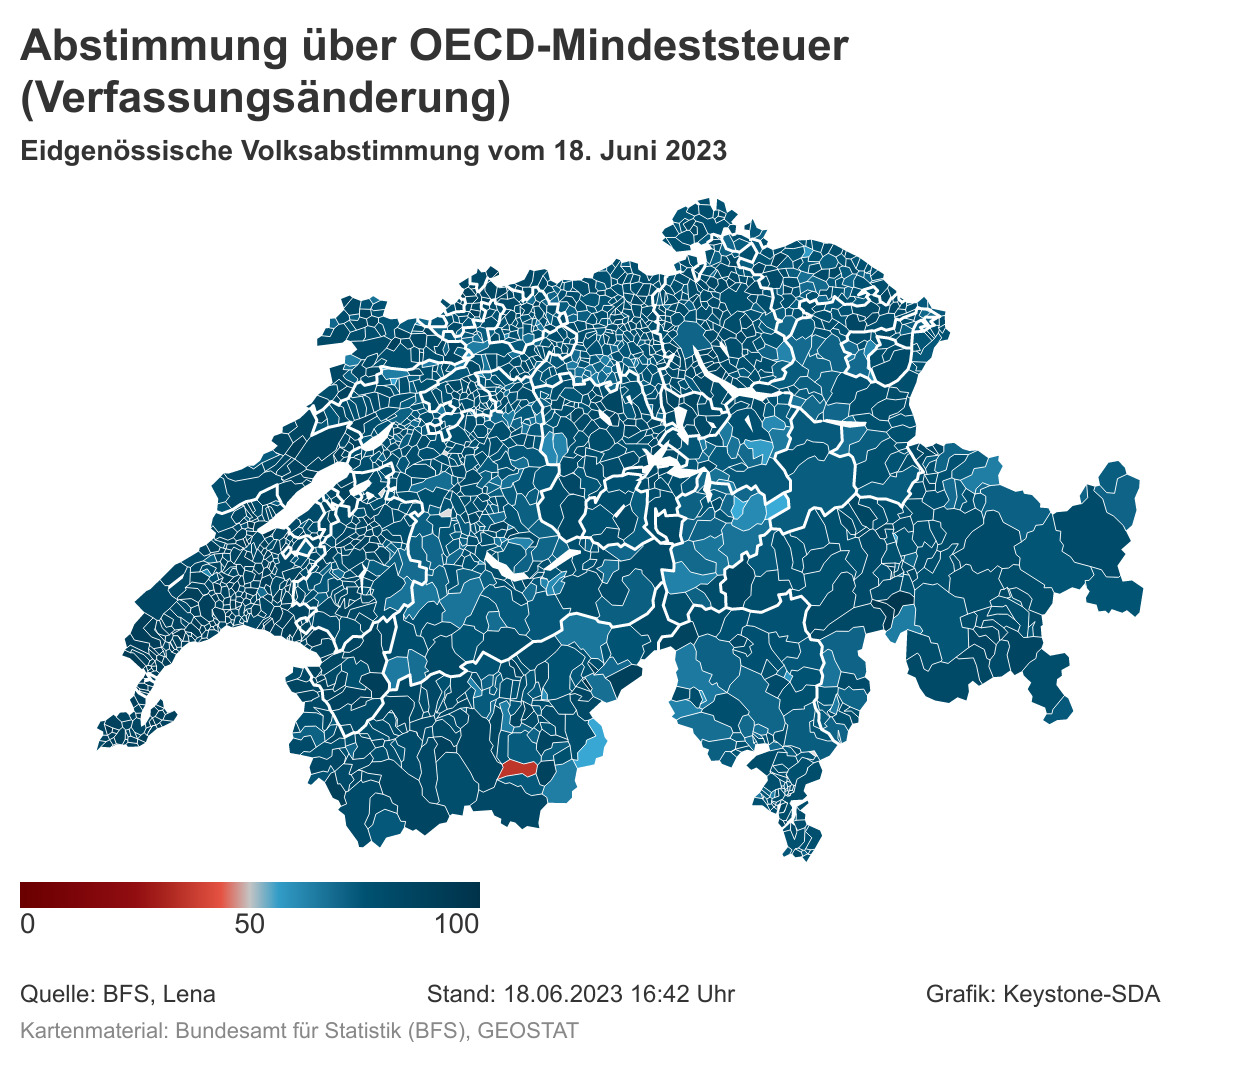 Abstimmung über OECD-Mindeststeuer
(Verfassungsänderung)
Eidgenössische Volksabstimmung vom 18. Juni 2023
0 50 100
Quelle: BFS, Lena Stand: 18.06.2023 16:42 Uhr Grafik: Keystone-SDA
Kartenmaterial: Bundesamt für Statistik (BFS), GEOSTAT